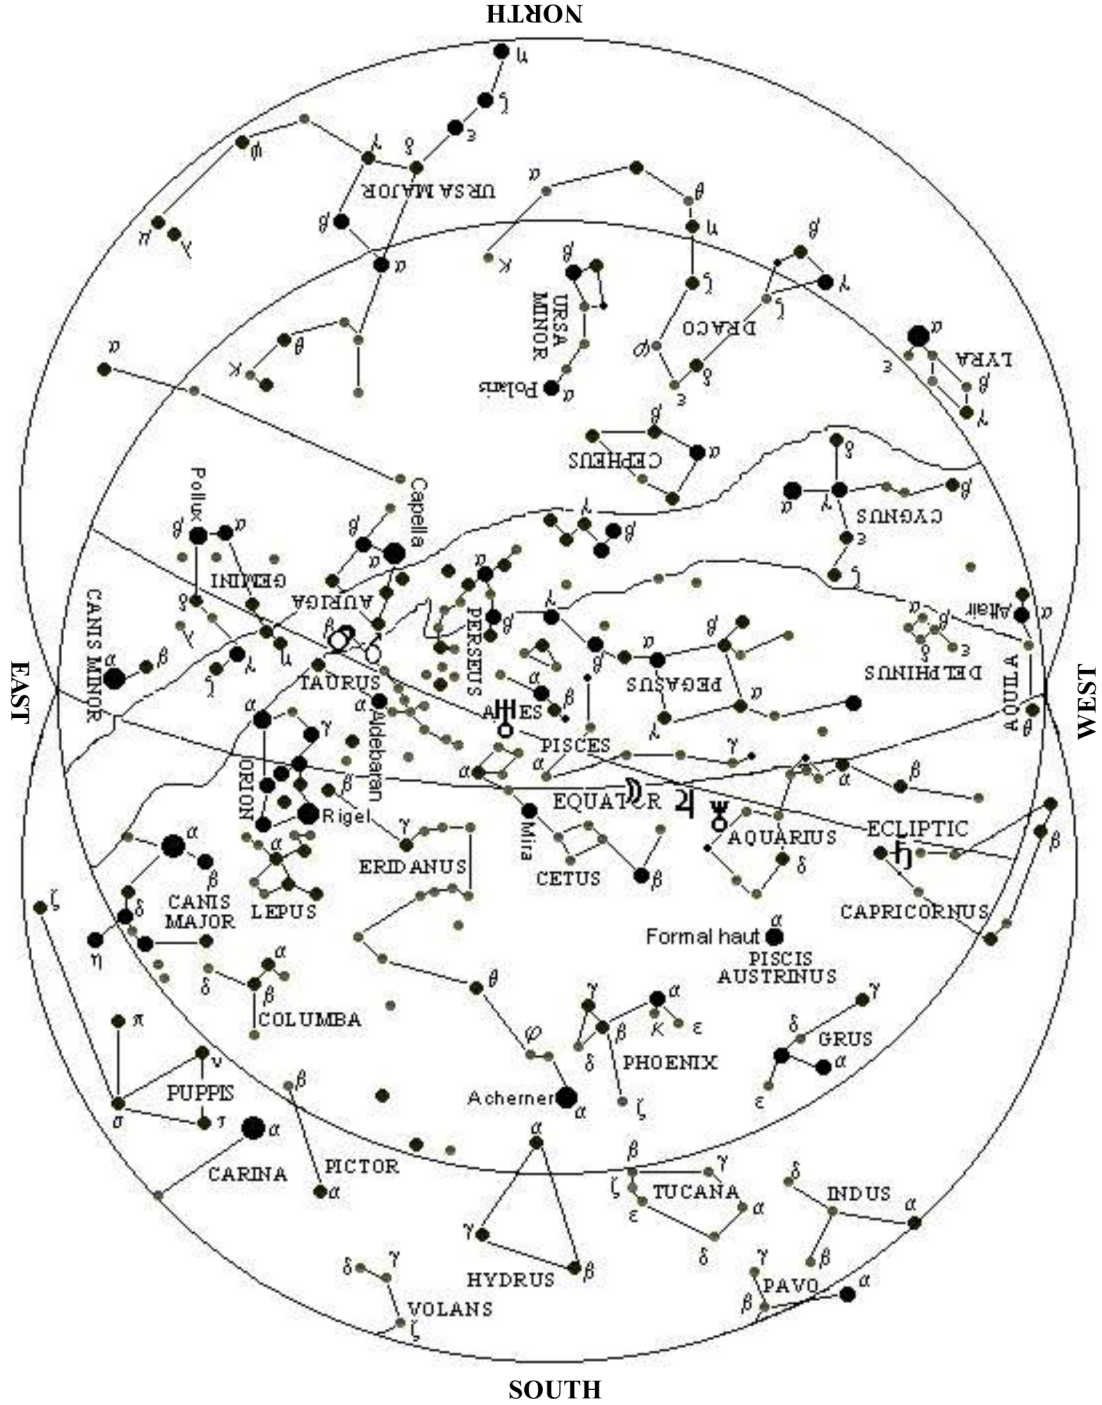 NORTH
η
ζ
ε
ψ
γ
δ
URSA MAJOR
α
θ
β
μ
λ
η
κ
β
β
α
ζ
γ
URSA
MINOR
ζ
DRACO
α
θ
φ
α
LYRA
ε
κ
δ
β
Polaris
α
ε
γ
β
δ
CEPHEUS
α
Pollux
Capella
β
α
γ
β
α
γ
CYGNUS
β
α
α
ε
GEMINI
AURIGA
ζ
CANIS MINOR
δ
β
PERSEUS
γ
Altair
α
γ
β
β
α
β
α
β
γ
η
β
α
PEGASUS
δ
ε
DELPHINUS
ζ
TAURUS
EAST
WEST
α
Aldebaran
β
α
AQUILA
α
γ
ARIES
γ
θ
PISCES
ORION
α
α
γ
α
β
β
EQUATOR
Rigel
γ
Mira
AQUARIUS
ECLIPTIC
β
α
α
ERIDANUS
β
CETUS
β
δ
CANIS
MAJOR
LEPUS
CAPRICORNUS
ζ
δ
α
Formal haut
η
PISCIS
AUSTRINUS
δ
β
θ
COLUMBA
γ
α
γ
π
κ
ε
δ
GRUS
φ
β
PHOENIX
ν
δ
α
PUPPIS
β
Acherner
α
ζ
ε
σ
τ
α
α
CARINA
PICTOR
β
γ
δ
ζ
TUCANA
INDUS
α
ε
α
α
γ
δ
γ
δ
HYDRUS
β
β
γ
PAVO
α
VOLANS
β
ζ
SOUTH